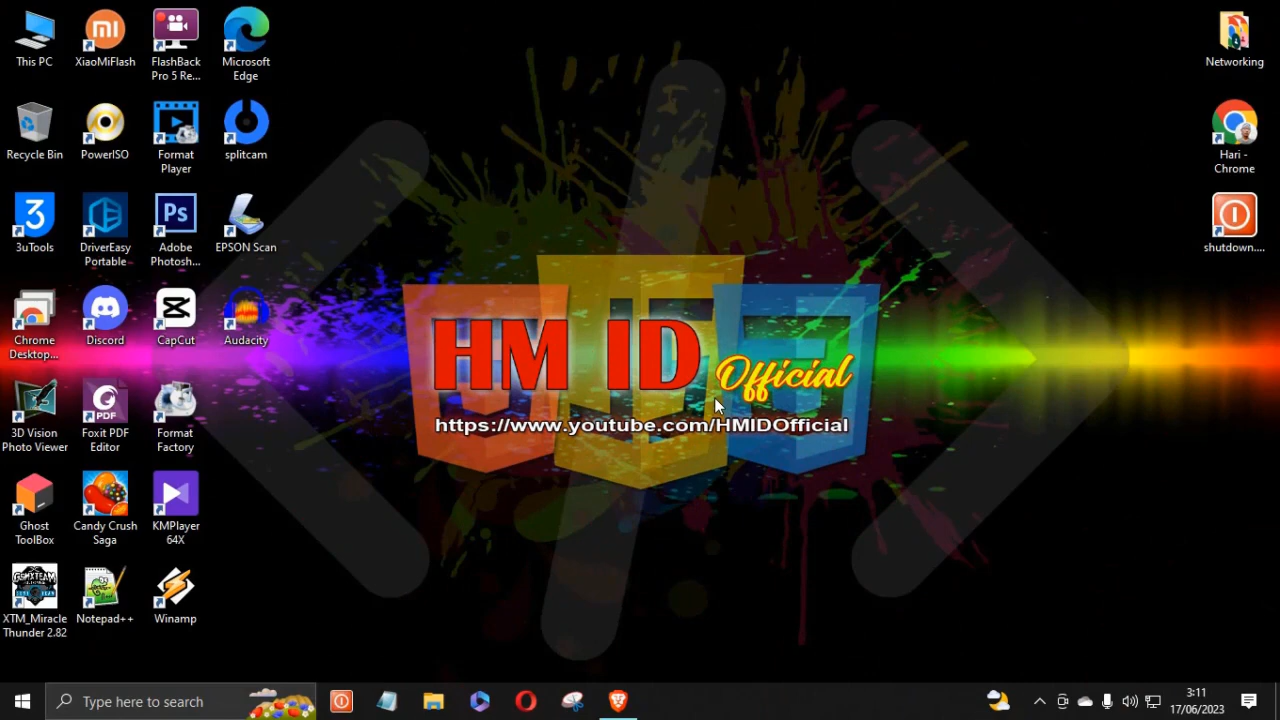 This PC
XiaoMiFlash
FlashBack
Pro 5 Re...
Microsoft
Edge
Recycle Bin
PowerISO
Format
Player
splitcam
3uTools
DriverEasy
Portable
Ps
Adobe
Photosh...
EPSON Scan
Chrome
Desktop...
Discord
CapCut
Audacity
3D Vision
Photo Viewer
PDF
Foxit PDF
Editor
Format
Factory
Ghost
ToolBox
Candy Crush
Saga
KMPlayer
64X
XTM_Miracle
Thunder 2.82
Notepad++
Winamp
HM ID Official
https://www.youtube.com/HMIDOfficial
Networking
Hari -
Chrome
shutdown....
Type here to search
3:11
17/06/2023